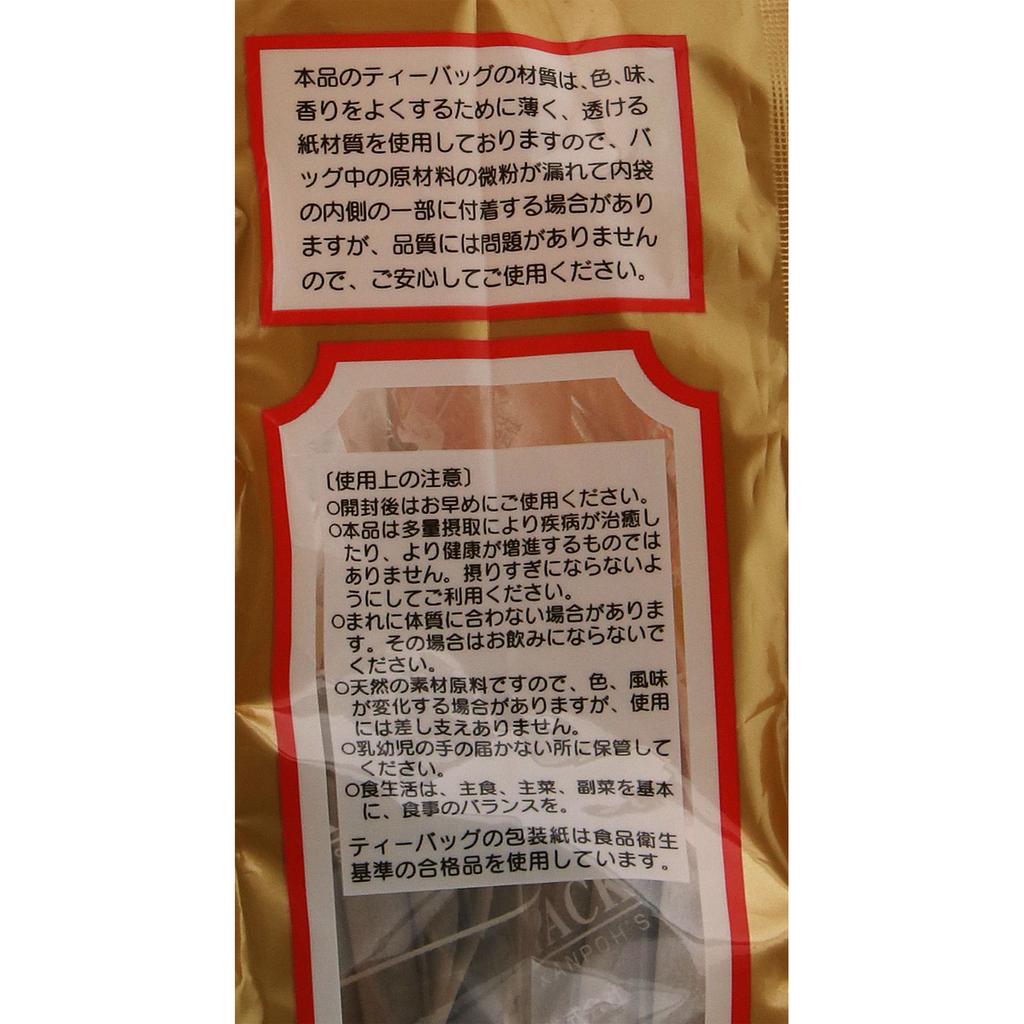 本品のティーバッグの材質は、色、味、
香りをよくするために薄く、透ける
紙材質を使用しておりますので、バ
ッグ中の原材料の微粉が漏れて内袋
の内側の一部に付着する場合があり
ますが、品質には問題がありません
ので、ご安心してご使用ください。
〔使用上の注意〕
○開封後はお早めにご使用ください。
○本品は多量摂取により疾病が治癒し
たり、より健康が増進するものでは
ありません。摂りすぎにならないよ
うにしてご利用ください。
○まれに体質に合わない場合がありま
す。その場合はお飲みにならないで
ください。
○天然の素材原料ですので、色、風味
が変化する場合がありますが、使用
には差し支えありません。
○乳幼児の手の届かない所に保管して
ください。
○食生活は、主食、主菜、副菜を基本
に、食事のバランスを。
ティーバッグの包装紙は食品衛生
基準の合格品を使用しています。
ACK
KANPOH'S